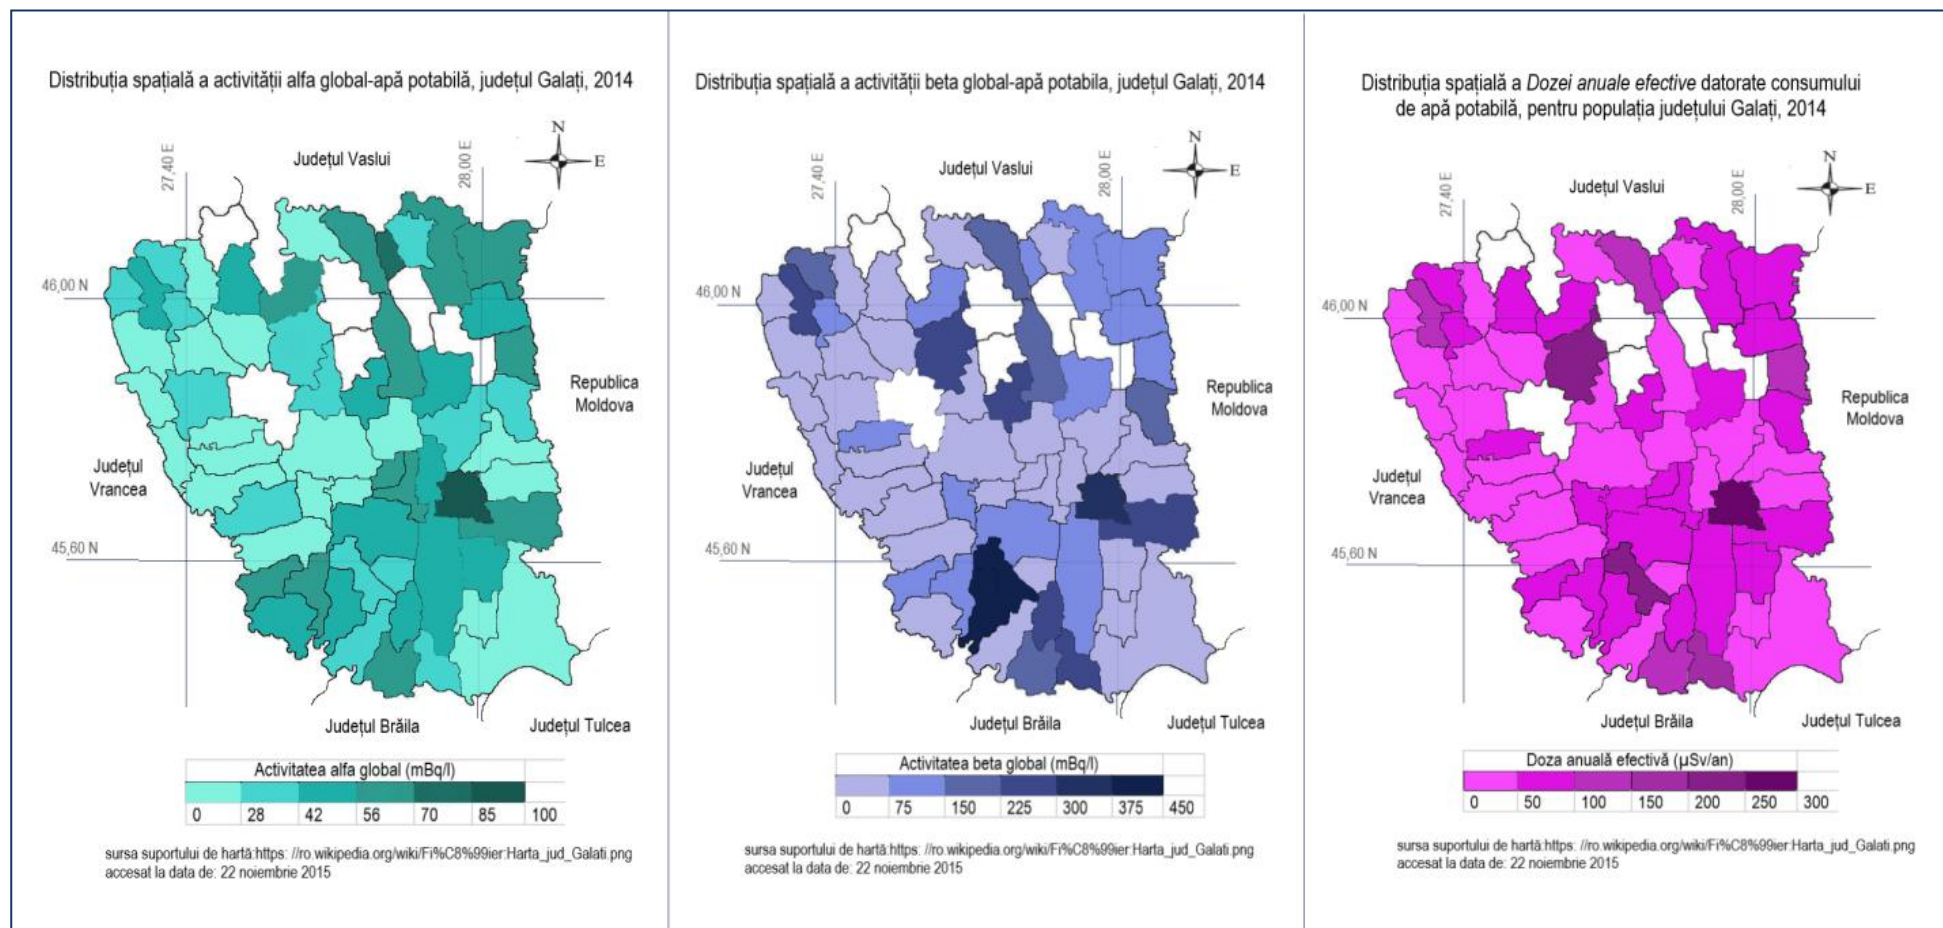 Distribuția spațială a activității alfa global-apă potabilă, județul Galați, 2014
N
E
27,40 E
28,00 E
Județul Vaslui
46,00 N
Republica
Moldova
Județul
Vrancea
45,60 N
Județul Brăila
Județul Tulcea
Activitatea alfa global (mBq/l)
0 28 42 56 70 85 100
sursa suportului de hartă:https: //ro.wikipedia.org/wiki/Fi%C8%99ier:Harta_jud_Galati.png
accesat la data de: 22 noiembrie 2015
Distribuția spațială a activității beta global-apă potabila, județul Galați, 2014
N
E
27,40 E
28,00 E
Județul Vaslui
46,00 N
Republica
Moldova
Județul
Vrancea
45,60 N
Județul Brăila
Județul Tulcea
Activitatea beta global (mBq/l)
0 75 150 225 300 375 450
sursa suportului de hartă:https: //ro.wikipedia.org/wiki/Fi%C8%99ier:Harta_jud_Galati.png
accesat la data de: 22 noiembrie 2015
Distribuția spațială a Dozei anuale efective datorate consumului
de apă potabilă, pentru populația județului Galați, 2014
N
E
27,40 E
28,00 E
Județul Vaslui
46,00 N
Republica
Moldova
Județul
Vrancea
45,60 N
Județul Brăila
Județul Tulcea
Doza anuală efectivă (µSv/an)
0 50 100 150 200 250 300
sursa suportului de hartă:https: //ro.wikipedia.org/wiki/Fi%C8%99ier:Harta_jud_Galati.png
accesat la data de: 22 noiembrie 2015